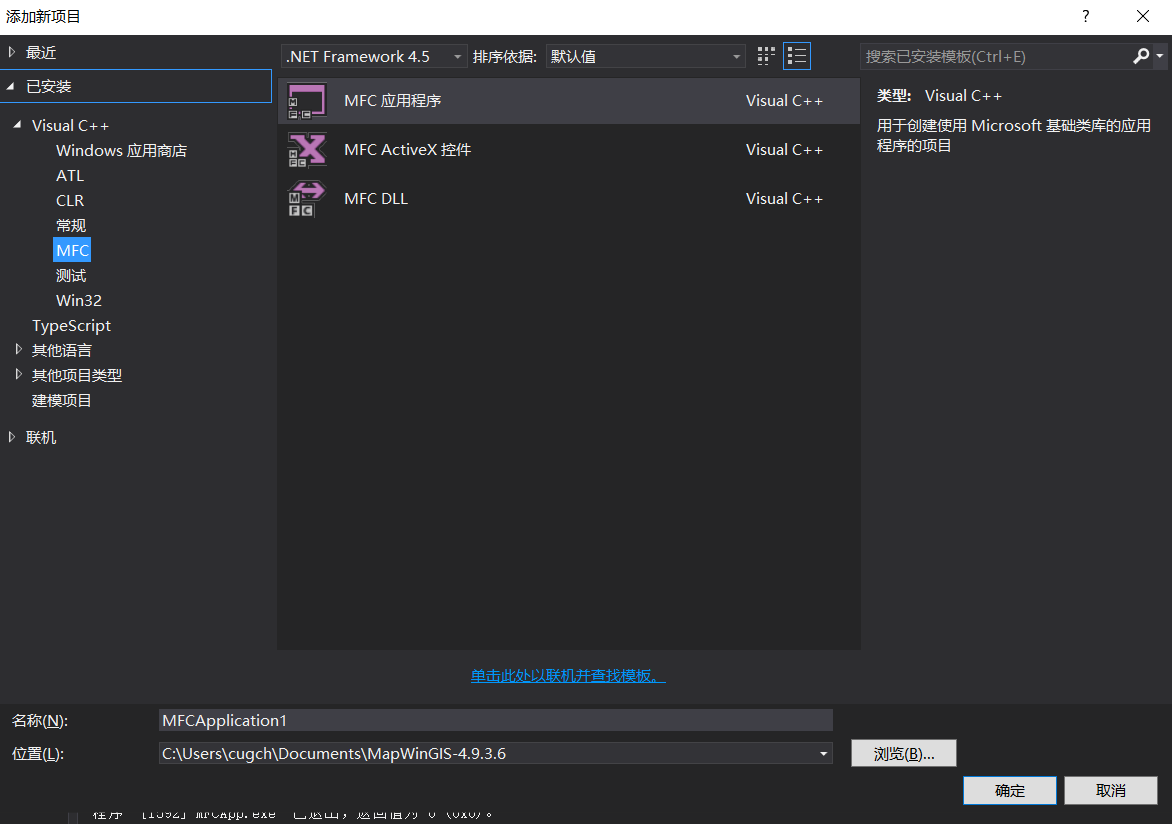 添加新项目
?
最近
已安装
Visual C++
Windows 应用商店
ATL
CLR
常规
MFC
测试
Win32
TypeScript
其他语言
其他项目类型
建模项目
联机
.NET Framework 4.5 排序依据: 默认值
MFC 应用程序 Visual C++
MFC ActiveX 控件 Visual C++
MFC DLL Visual C++
单击此处以联机并查找模板。
搜索已安装模板(Ctrl+E)
类型: Visual C++
用于创建使用 Microsoft 基础类库的应用
程序的项目
名称(N): MFCApplication1
位置(L): C:\Users\cugch\Documents\MapWinGIS-4.9.3.6 浏览(B)...
确定 取消